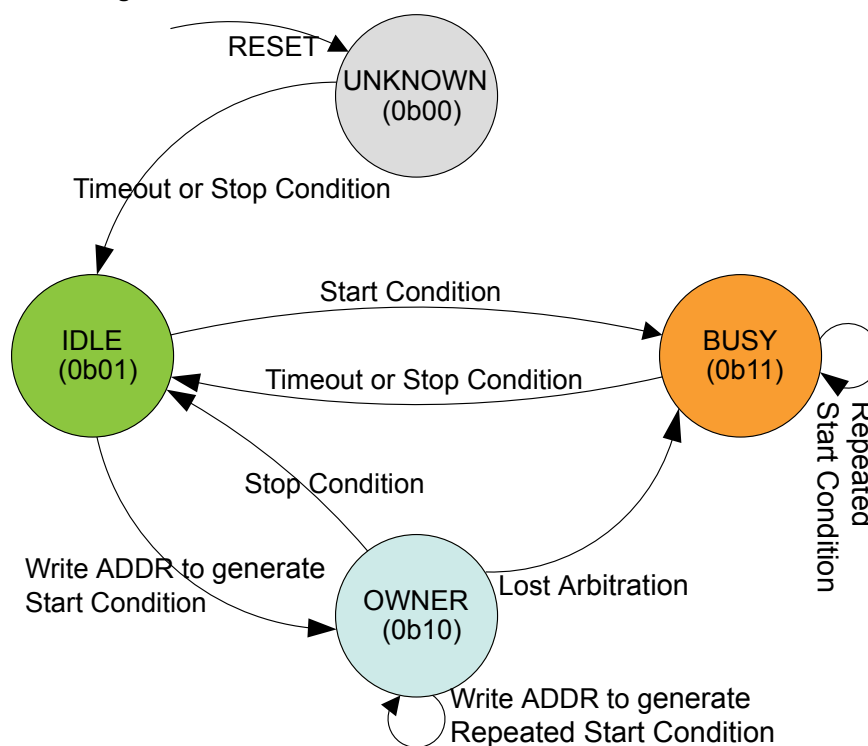 RESET
UNKNOWN
(0b00)
Timeout or Stop Condition
Start Condition
IDLE
(0b01)
BUSY
(0b11)
Timeout or Stop Condition
Repeated
Start Condition
Stop Condition
Write ADDR to generate
Start Condition
Lost Arbitration
OWNER
(0b10)
Write ADDR to generate
Repeated Start Condition